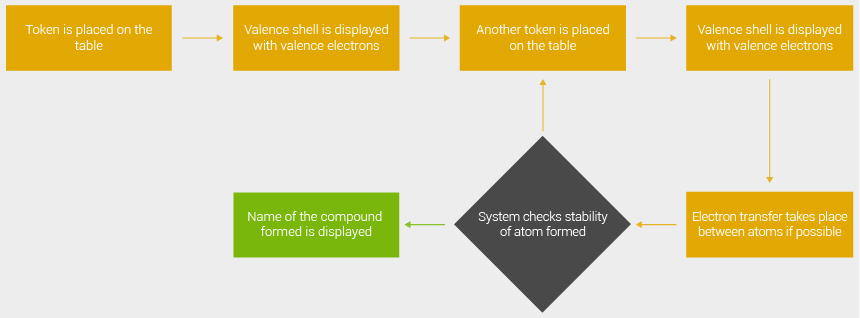 Token is placed on the
table
Valence shell is displayed
with valence electrons
Another token is placed
on the table
Valence shell is displayed
with valence electrons
Electron transfer takes place
between atoms if possible
System checks stability
of atom formed
Name of the compound
formed is displayed